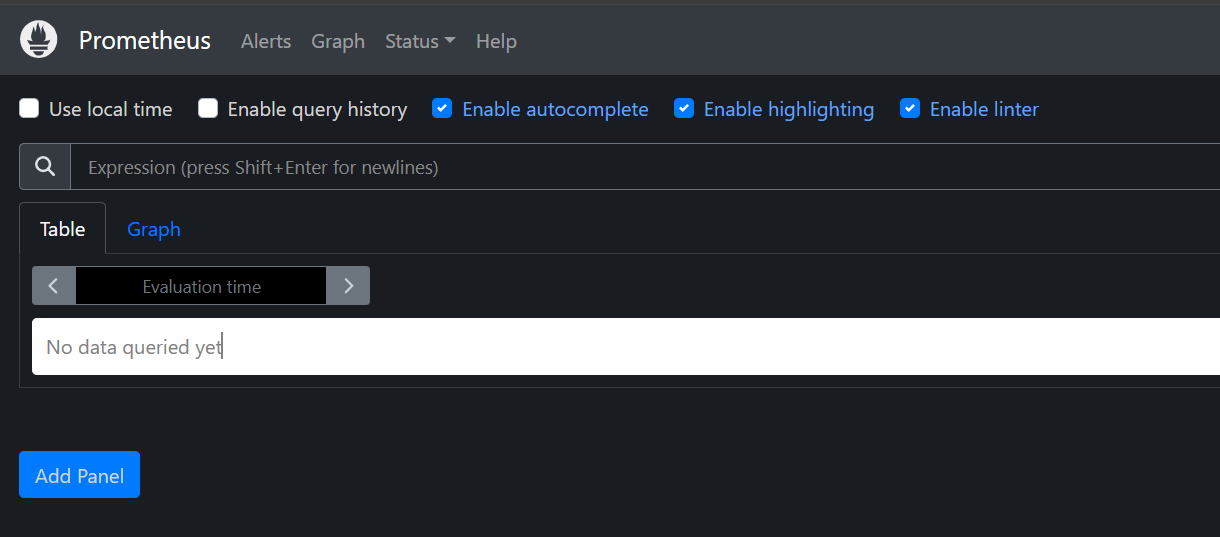 Prometheus Alerts Graph Status Help
Use local time Enable query history Enable autocomplete Enable highlighting Enable linter
Expression (press Shift+Enter for newlines)
Table Graph
Evaluation time
No data queried yet
Add Panel